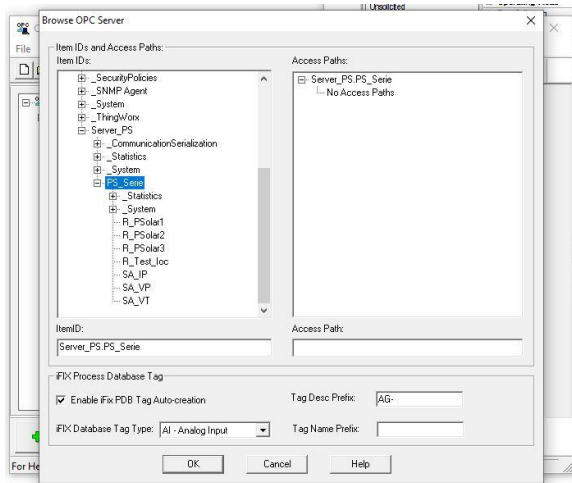 Unsolicited
Browse OPC Server
File
Item IDs and Access Paths:
Item IDs:
Access Paths:
_SecurityPolicies
_SNMP Agent
_System
_ThingWorx
Server_PS
_CommunicationSerialization
_Statistics
_System
PS_Serie
_Statistics
_System
R_PSolar1
R_PSolar2
R_PSolar3
R_Test_loc
SA_IP
SA_VP
SA_VT
Server_PS.PS_Serie
No Access Paths
ItemID:
Access Path:
Server_PS.PS_Serie
iFIX Process Database Tag
Enable iFix PDB Tag Auto-creation
Tag Desc Prefix:
AG-
iFIX Database Tag Type:
AI - Analog Input
Tag Name Prefix:
OK
Cancel
Help
For He